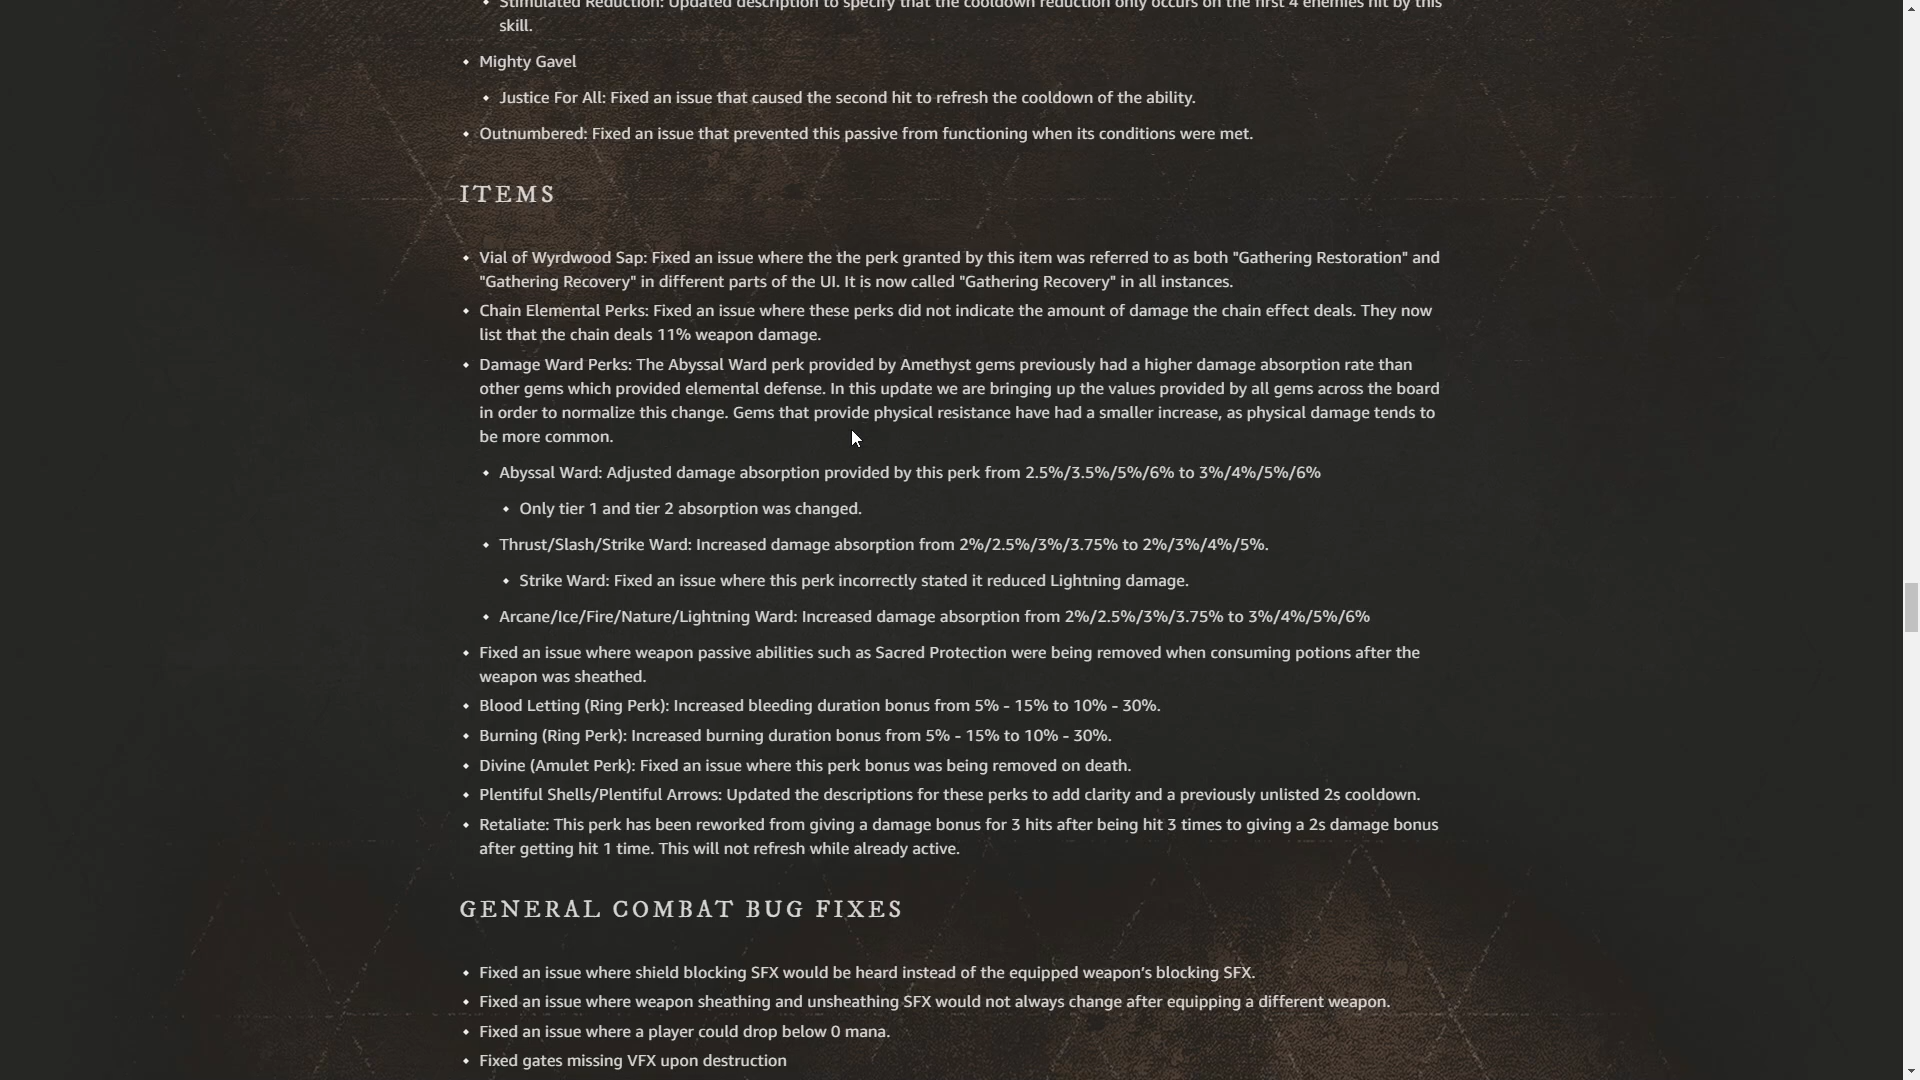 Stimulated Reduction: Updated description to specify that the cooldown reduction only occurs on the first 4 enemies hit by this
skill.
Mighty Gavel
Justice For All: Fixed an issue that caused the second hit to refresh the cooldown of the ability.
Outnumbered: Fixed an issue that prevented this passive from functioning when its conditions were met.
ITEMS
Vial of Wyrdwood Sap: Fixed an issue where the the perk granted by this item was referred to as both "Gathering Restoration" and
"Gathering Recovery" in different parts of the UI. It is now called "Gathering Recovery" in all instances.
Chain Elemental Perks: Fixed an issue where these perks did not indicate the amount of damage the chain effect deals. They now
list that the chain deals 11% weapon damage.
Damage Ward Perks: The Abyssal Ward perk provided by Amethyst gems previously had a higher damage absorption rate than
other gems which provided elemental defense. In this update we are bringing up the values provided by all gems across the board
in order to normalize this change. Gems that provide physical resistance have had a smaller increase, as physical damage tends to
be more common.
Abyssal Ward: Adjusted damage absorption provided by this perk from 2.5%/3.5%/5%/6% to 3%/4%/5%/6%
Only tier 1 and tier 2 absorption was changed.
Thrust/Slash/Strike Ward: Increased damage absorption from 2%/2.5%/3%/3.75% to 2%/3%/4%/5%.
Strike Ward: Fixed an issue where this perk incorrectly stated it reduced Lightning damage.
Arcane/Ice/Fire/Nature/Lightning Ward: Increased damage absorption from 2%/2.5%/3%/3.75% to 3%/4%/5%/6%
Fixed an issue where weapon passive abilities such as Sacred Protection were being removed when consuming potions after the
weapon was sheathed.
Blood Letting (Ring Perk): Increased bleeding duration bonus from 5% - 15% to 10% - 30%.
Burning (Ring Perk): Increased burning duration bonus from 5% - 15% to 10% - 30%.
Divine (Amulet Perk): Fixed an issue where this perk bonus was being removed on death.
Plentiful Shells/Plentiful Arrows: Updated the descriptions for these perks to add clarity and a previously unlisted 2s cooldown.
Retaliate: This perk has been reworked from giving a damage bonus for 3 hits after being hit 3 times to giving a 2s damage bonus
after getting hit 1 time. This will not refresh while already active.
GENERAL COMBAT BUG FIXES
Fixed an issue where shield blocking SFX would be heard instead of the equipped weapon’s blocking SFX.
Fixed an issue where weapon sheathing and unsheathing SFX would not always change after equipping a different weapon.
Fixed an issue where a player could drop below 0 mana.
Fixed gates missing VFX upon destruction